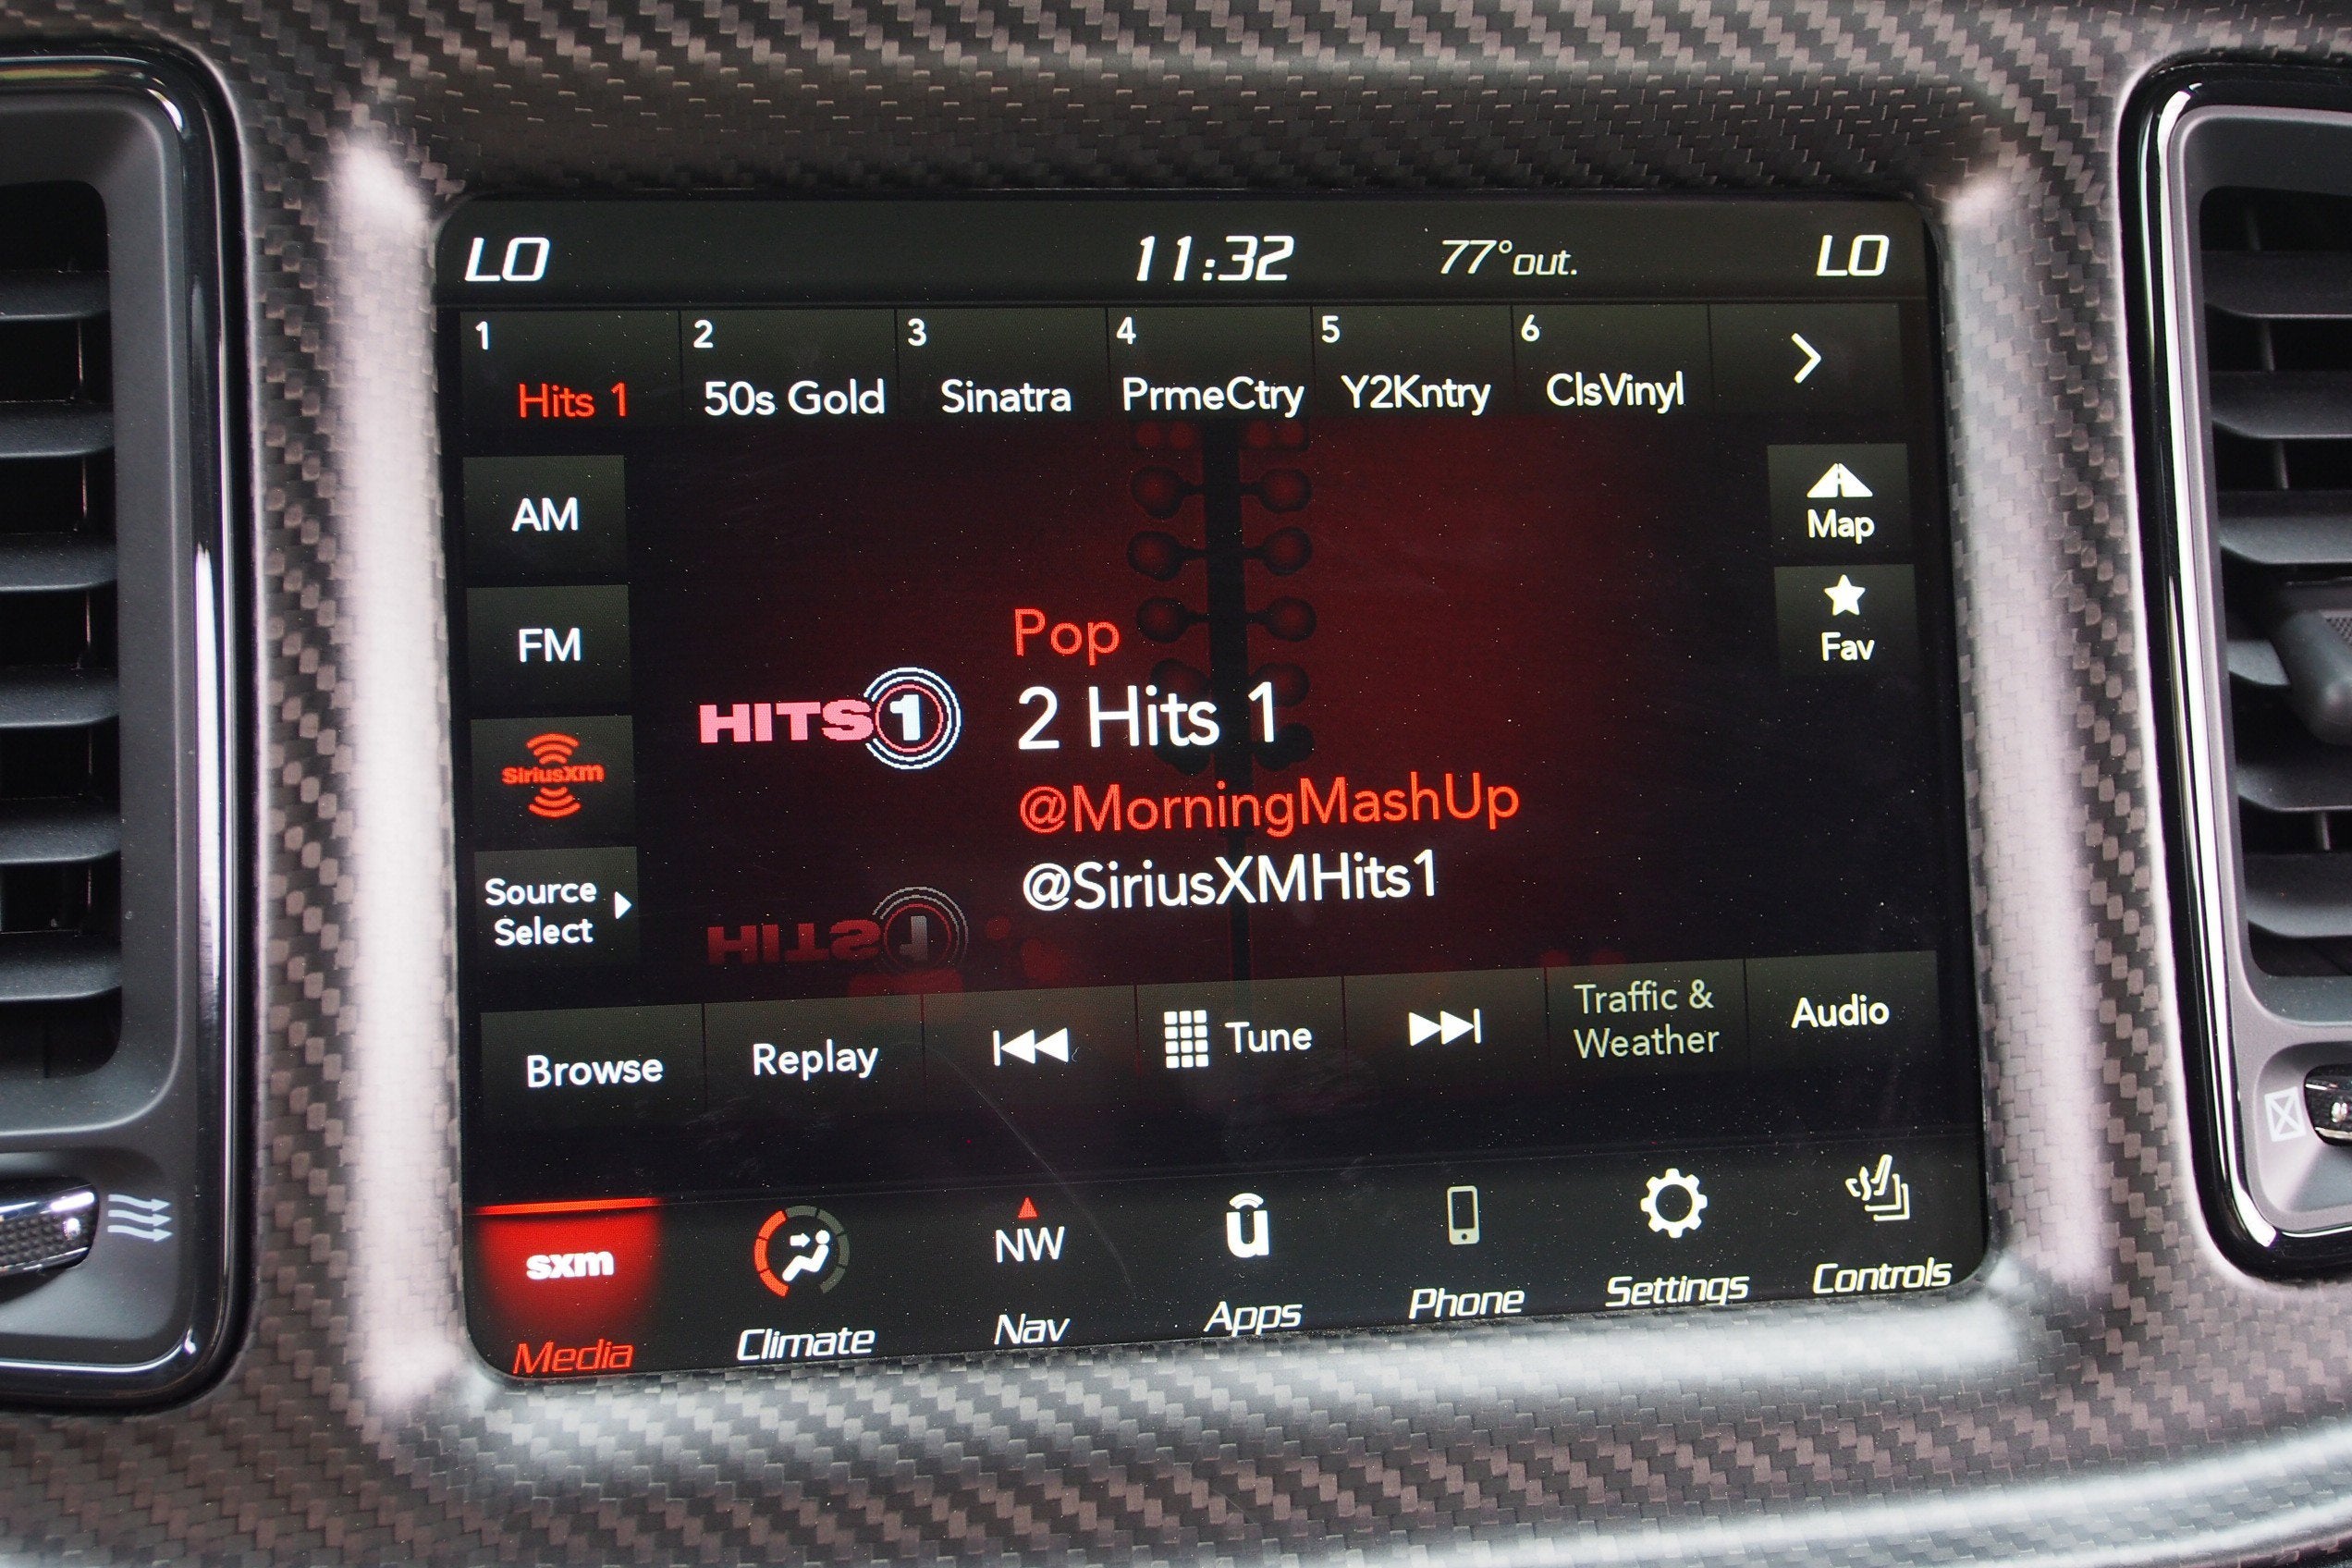 LO 11:32 77°out. LO
1 2 3 4 5 6
Hits 1 50s Gold Sinatra PrmeCtry Y2Kntry ClsVinyl
AM
Map
FM
Fav
Pop
HITS1 2 Hits 1
SiriusXM
@MorningMashUp
@SiriusXMHits1
Source
Select
HITS1
Browse Replay Tune Traffic &
Weather
Audio
sxm NW u
Media Climate Nav Apps Phone Settings Controls